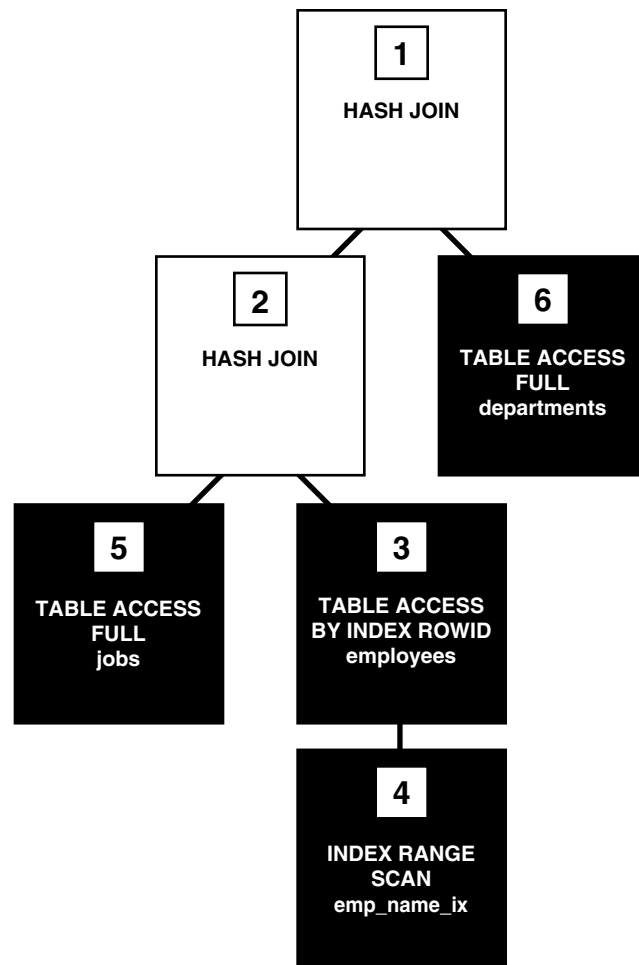 1
HASH JOIN
2
HASH JOIN
6
TABLE ACCESS
FULL
departments
5
TABLE ACCESS
FULL
jobs
3
TABLE ACCESS
BY INDEX ROWID
employees
4
INDEX RANGE
SCAN
emp_name_ix